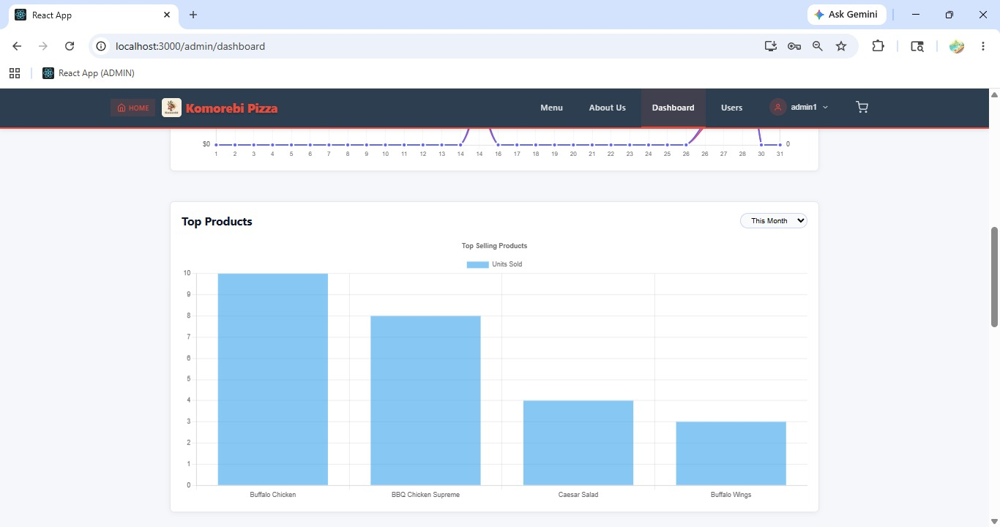 React App
Ask Gemini
localhost:3000/admin/dashboard
React App (ADMIN)
HOME
Komorebi Pizza
Menu
About Us
Dashboard
Users
admin1
$0
0
1 2 3 4 5 6 7 8 9 10 11 12 13 14 14 16 17 18 19 20 21 22 23 24 25 26 26 27 28 30 31
Top Products
This Month
Top Selling Products
Units Sold
10
9
8
7
6
5
4
3
2
1
0
Buffalo Chicken
BBQ Chicken Supreme
Caesar Salad
Buffalo Wings